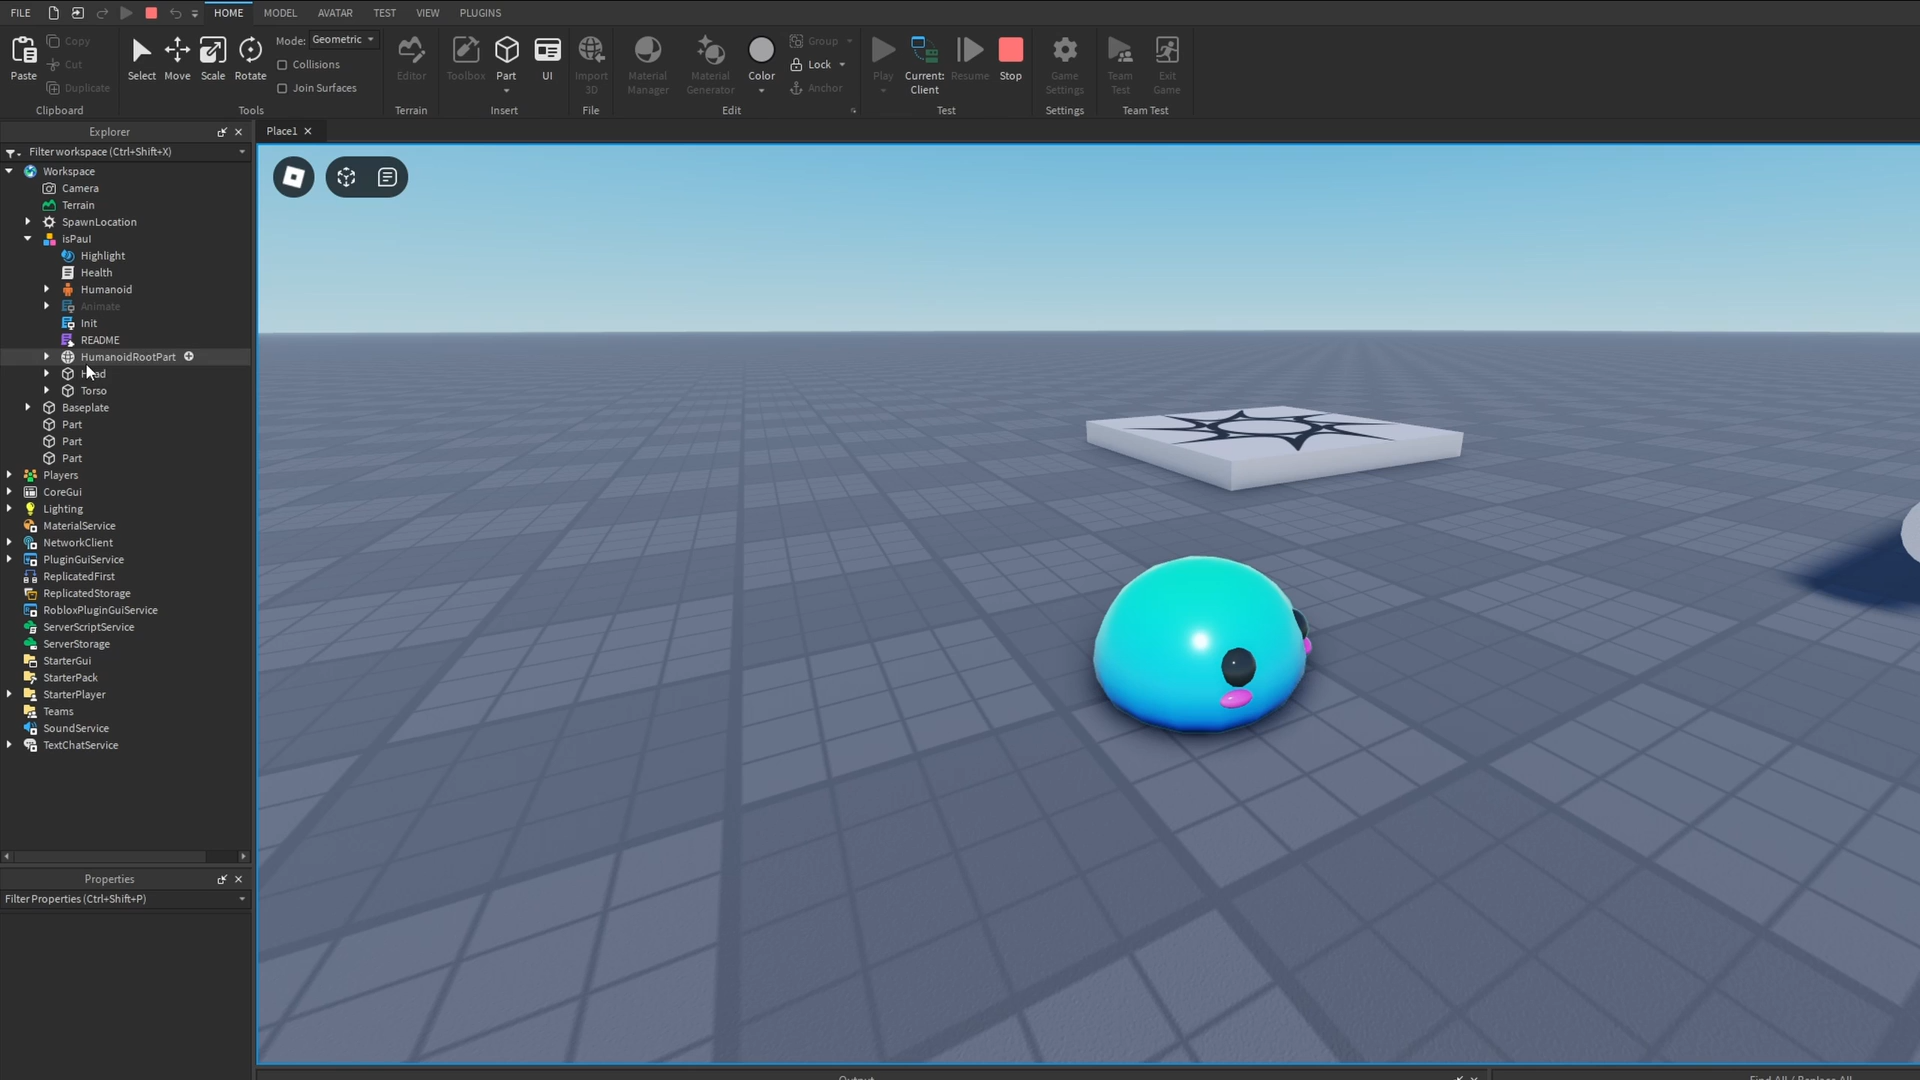 FILE HOME MODEL AVATAR TEST VIEW PLUGINS
Paste Copy Cut Duplicate
Clipboard
Select Move Scale Rotate
Mode: Geometric
Collisions
Join Surfaces
Tools
Editor
Terrain
Toolbox Part UI
Insert
Import 3D
File
Material Manager
Material Generator
Color
Group
Lock
Anchor
Edit
Play
Current: Client
Resume
Stop
Test
Game Settings
Settings
Team Test
Exit Game
Team Test
Explorer
Place1
Filter workspace (Ctrl+Shift+X)
Workspace
Camera
Terrain
SpawnLocation
isPaul
Highlight
Health
Humanoid
Animate
Init
README
HumanoidRootPart
Head
Torso
Baseplate
Part
Part
Part
Players
CoreGui
Lighting
MaterialService
NetworkClient
PluginGuiService
ReplicatedFirst
ReplicatedStorage
RobloxPluginGuiService
ServerScriptService
ServerStorage
StarterGui
StarterPack
StarterPlayer
Teams
SoundService
TextChatService
Properties
Filter Properties (Ctrl+Shift+P)
Output
Find All / Replace All